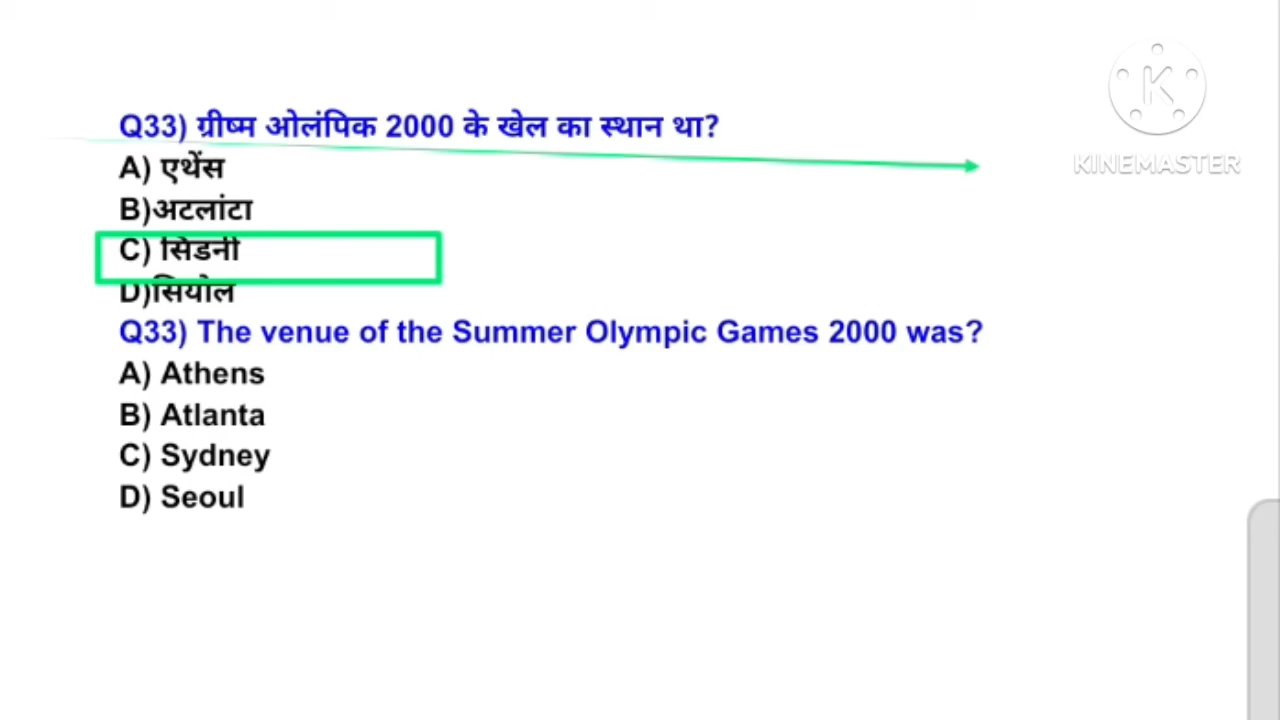 Q33) ग्रीष्म ओलंपिक 2000 के खेल का स्थान था?
A) एथेंस
B)अटलांटा
C) सिडनी
D)सियोल
Q33) The venue of the Summer Olympic Games 2000 was?
A) Athens
B) Atlanta
C) Sydney
D) Seoul
K
KINEMASTER